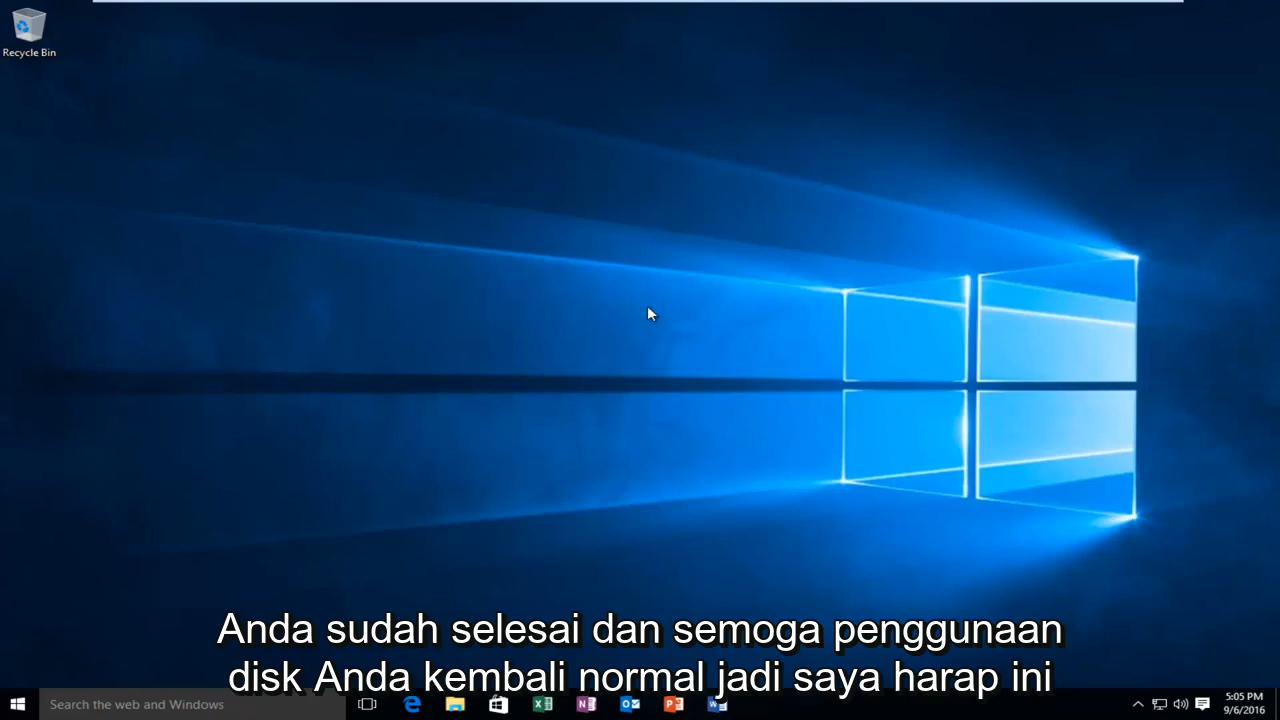 Recycle Bin
Anda sudah selesai dan semoga penggunaan
disk Anda kembali normal jadi saya harap ini
Search the web and Windows
5:05 PM
9/6/2016